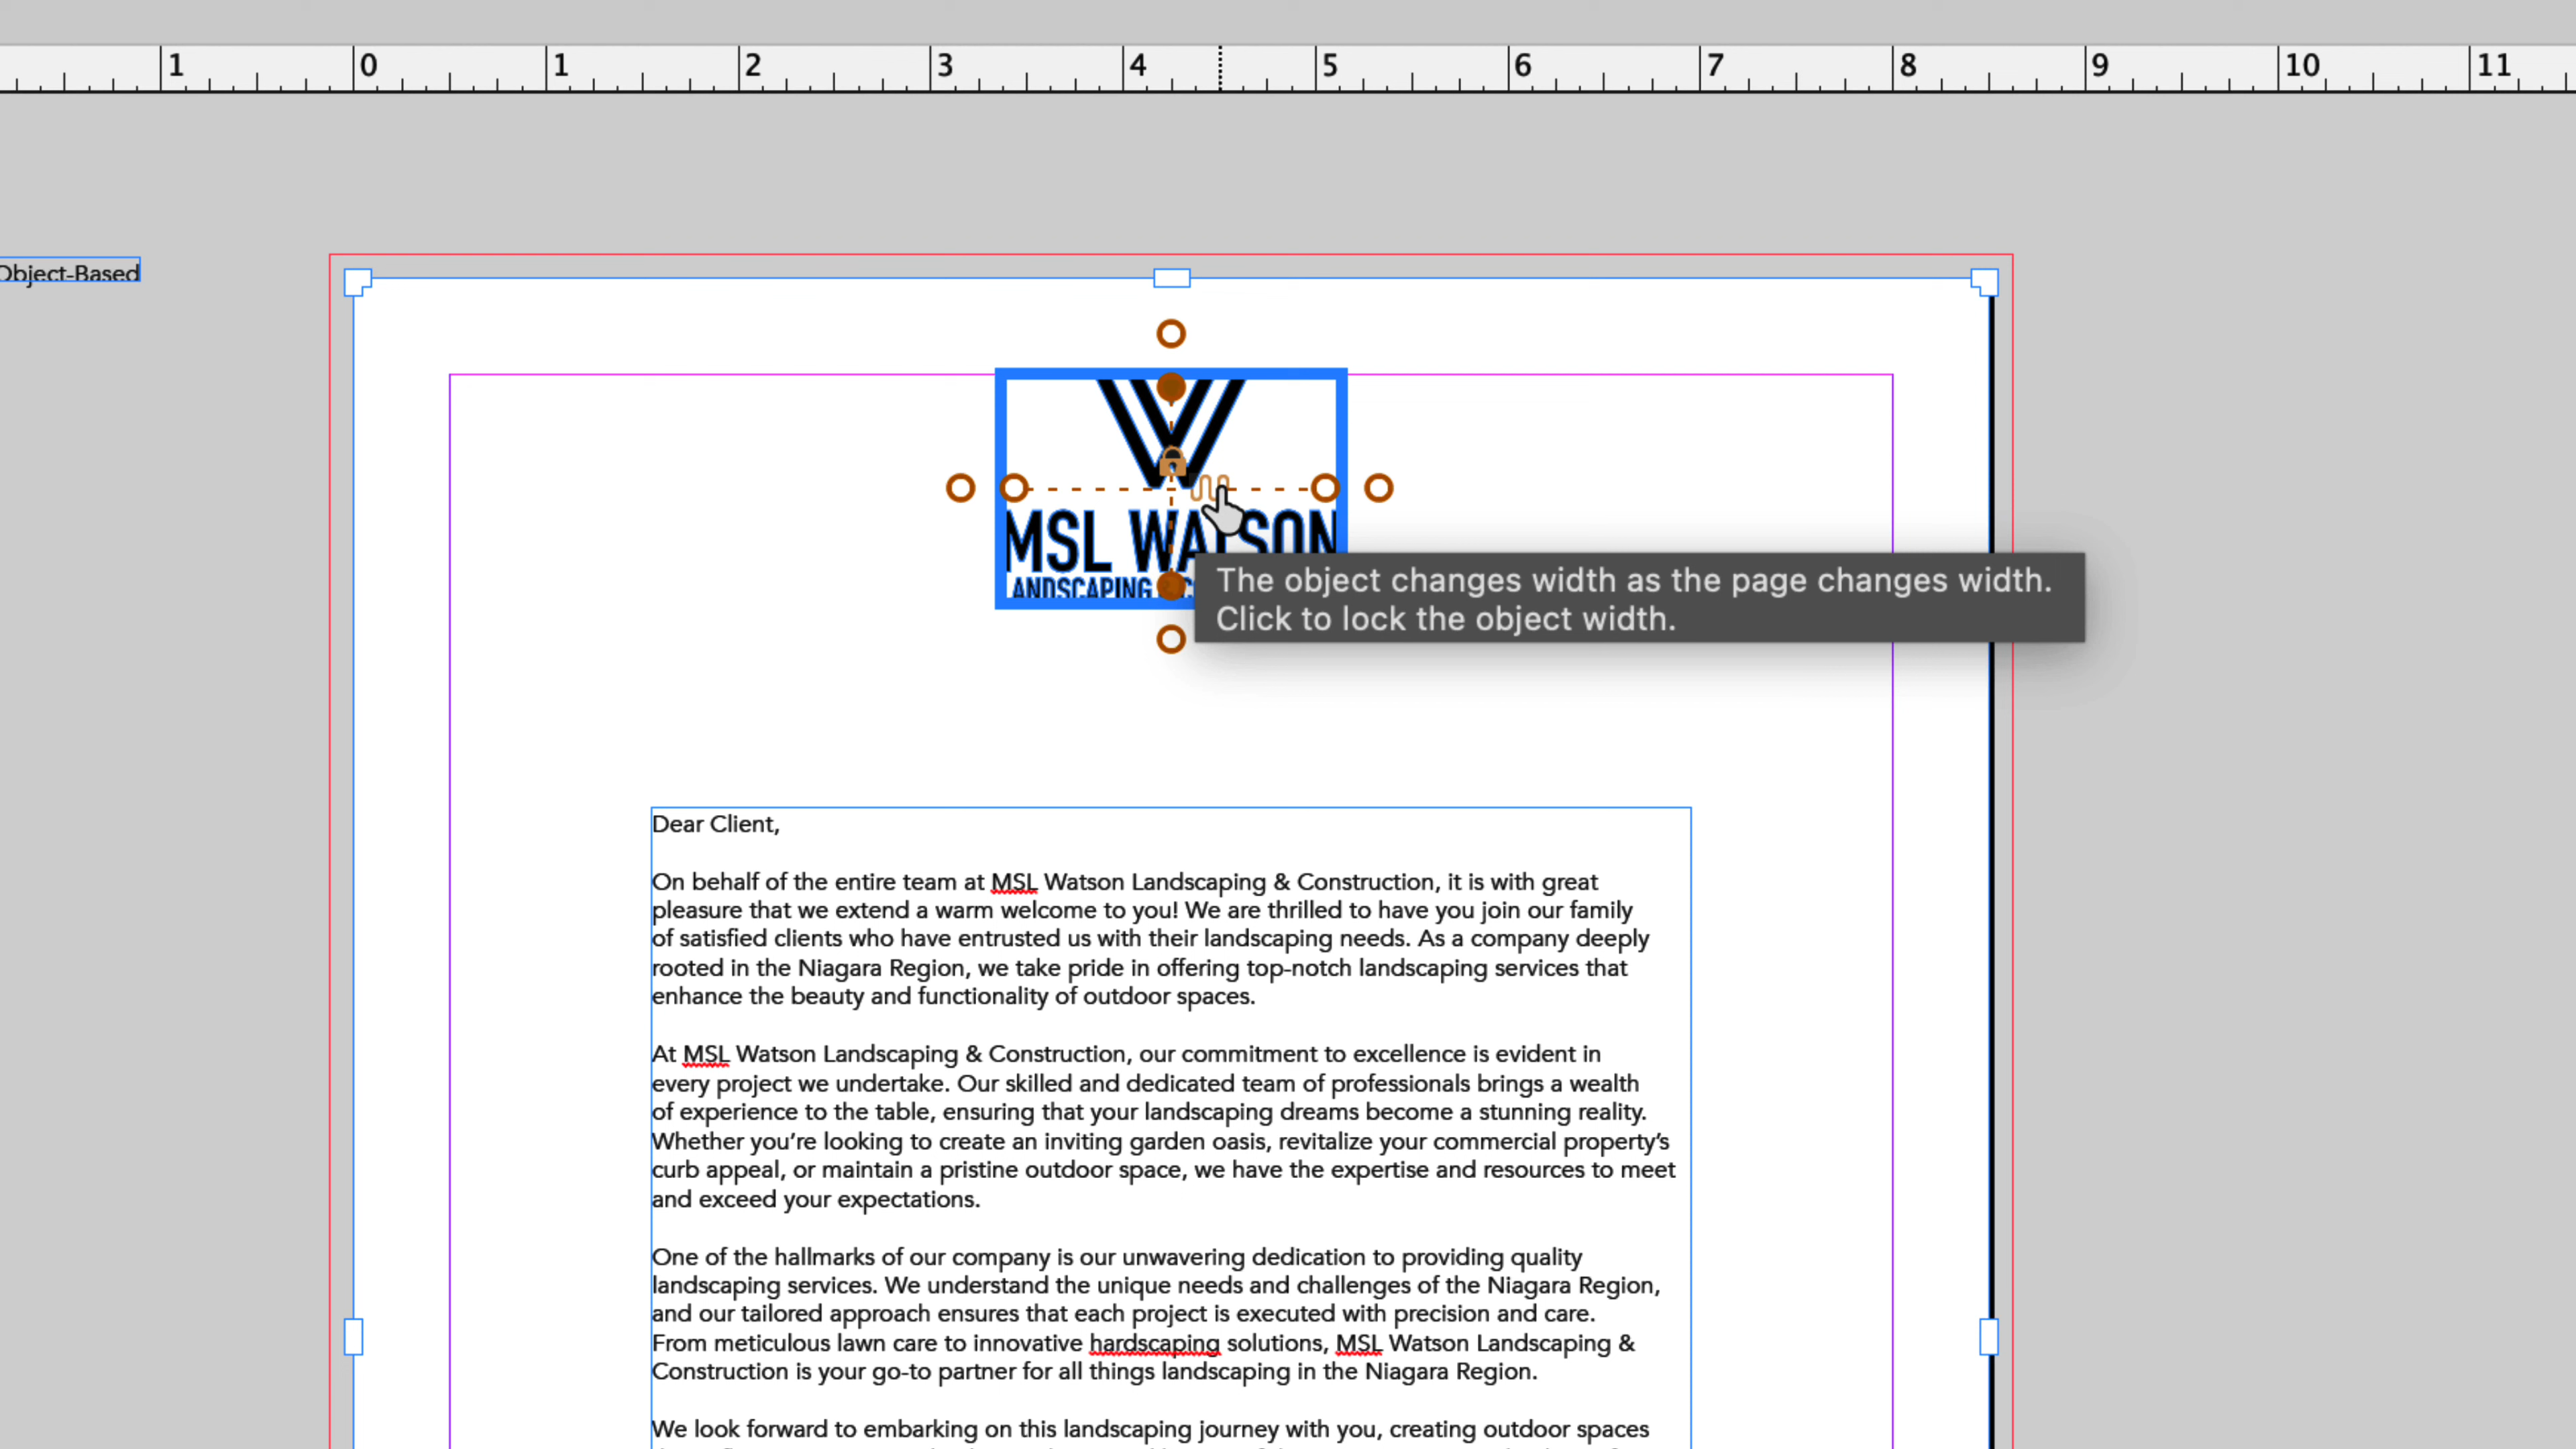 1 0 1 2 3 4 5 6 7 8 9 10 11
Object-Based
MSL WATSON
The object changes width as the page changes width.
Click to lock the object width.
Dear Client,
On behalf of the entire team at MSL Watson Landscaping & Construction, it is with great
pleasure that we extend a warm welcome to you! We are thrilled to have you join our family
of satisfied clients who have entrusted us with their landscaping needs. As a company deeply
rooted in the Niagara Region, we take pride in offering top-notch landscaping services that
enhance the beauty and functionality of outdoor spaces.
At MSL Watson Landscaping & Construction, our commitment to excellence is evident in
every project we undertake. Our skilled and dedicated team of professionals brings a wealth
of experience to the table, ensuring that your landscaping dreams become a stunning reality.
Whether you’re looking to create an inviting garden oasis, revitalize your commercial property’s
curb appeal, or maintain a pristine outdoor space, we have the expertise and resources to meet
and exceed your expectations.
One of the hallmarks of our company is our unwavering dedication to providing quality
landscaping services. We understand the unique needs and challenges of the Niagara Region,
and our tailored approach ensures that each project is executed with precision and care.
From meticulous lawn care to innovative hardscaping solutions, MSL Watson Landscaping &
Construction is your go-to partner for all things landscaping in the Niagara Region.
We look forward to embarking on this landscaping journey with you, creating outdoor spaces